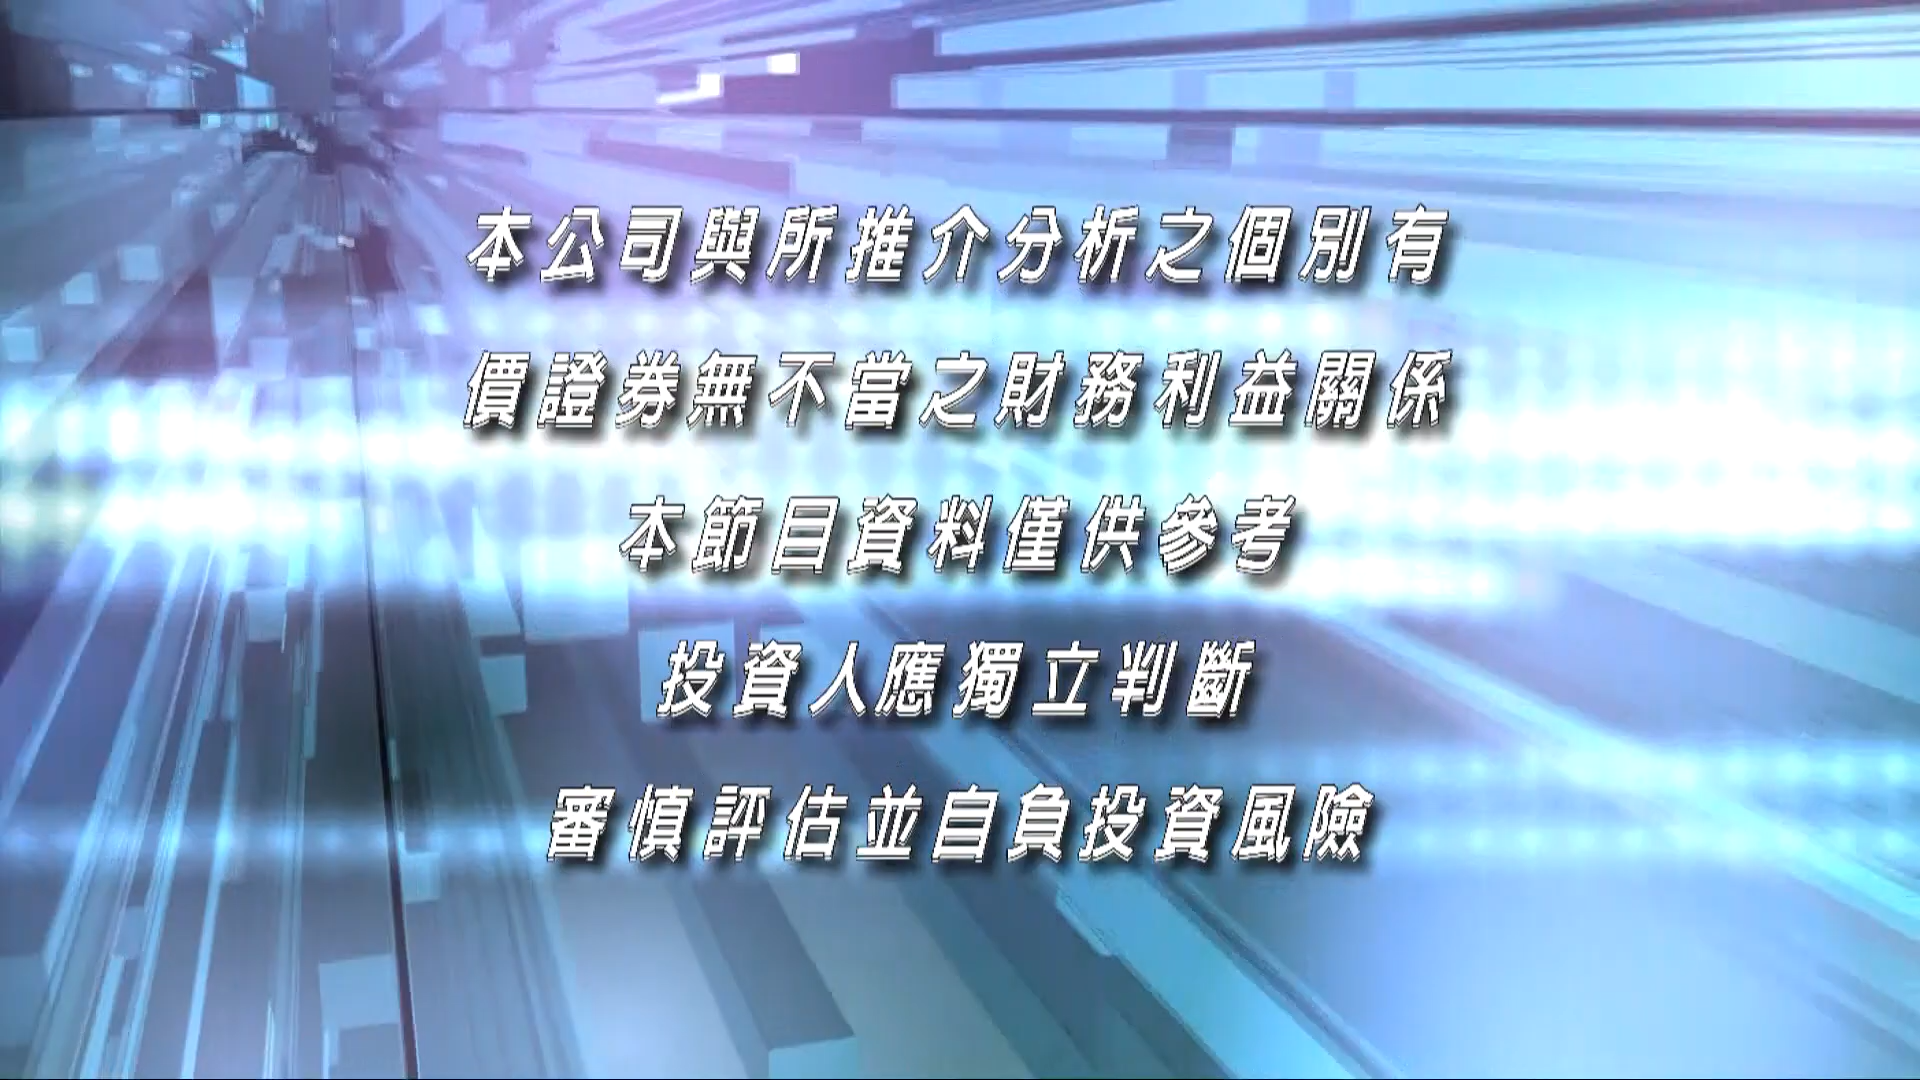 本公司與所推介分析之個別有
價證券無不當之財務利益關係
本節目資料僅供參考
投資人應獨立判斷
審慎評估並自負投資風險